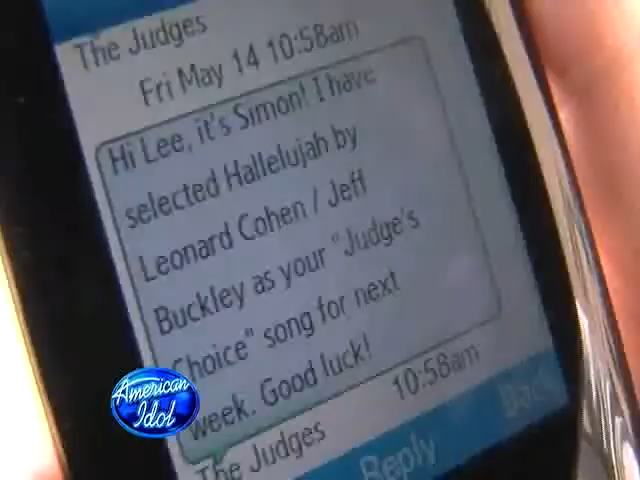 The Judges
Fri May 14 10:58am
Hi Lee, it's Simon! I have
selected Hallelujah by
Leonard Cohen / Jeff
Buckley as your "Judge's
Choice" song for next
week. Good luck!
10:58am
The Judges
Reply
Back
American
Idol